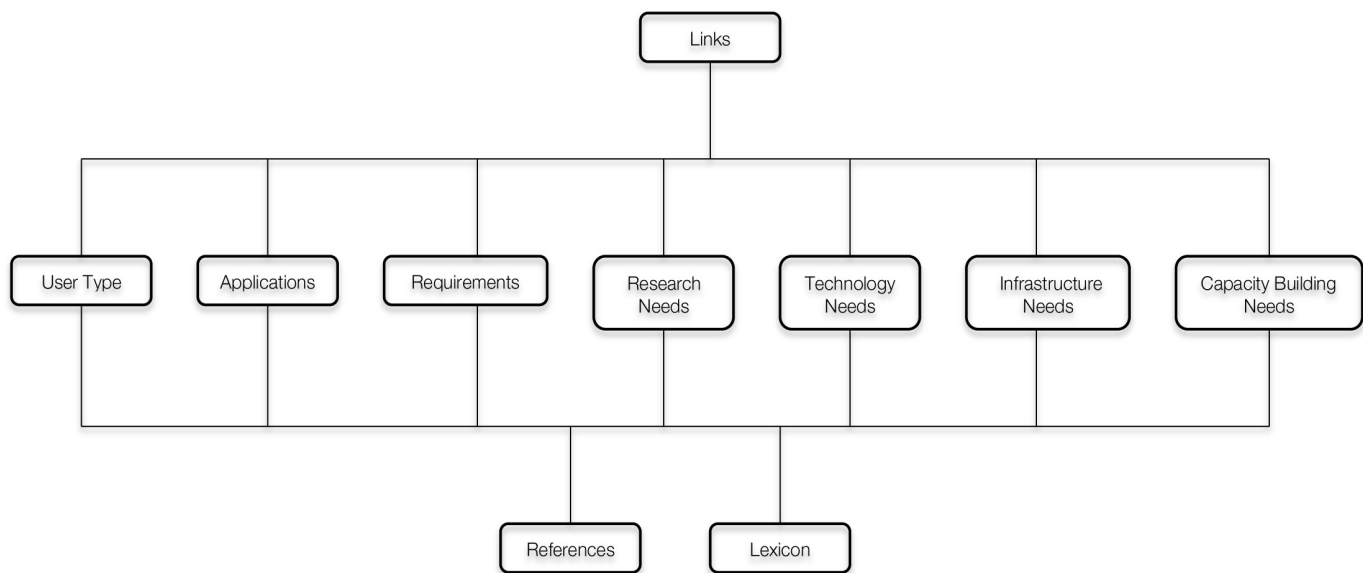 Links
User Type
Applications
Requirements
Research
Needs
Technology
Needs
Infrastructure
Needs
Capacity Building
Needs
References
Lexicon